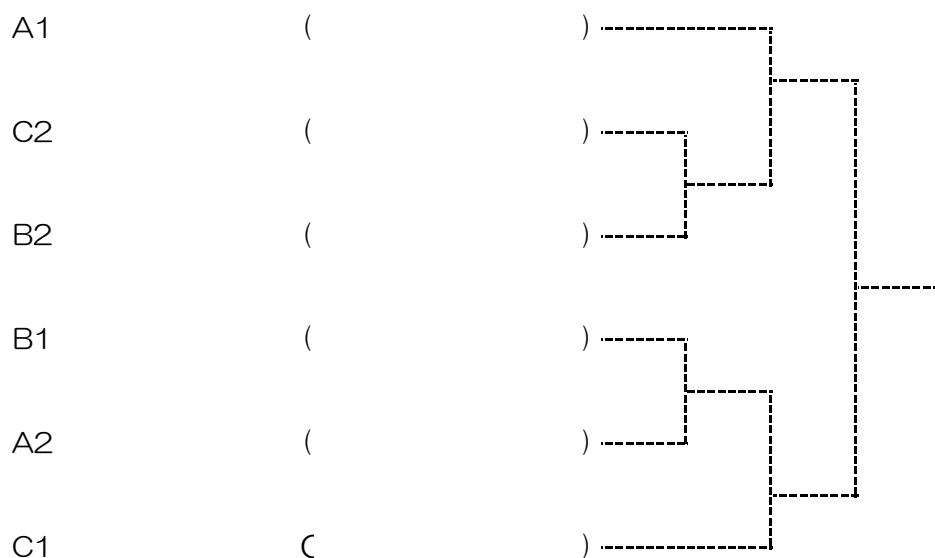 A1 ( )
C2 ( )
B2 ( )
B1 ( )
A2 ( )
C1 ( )